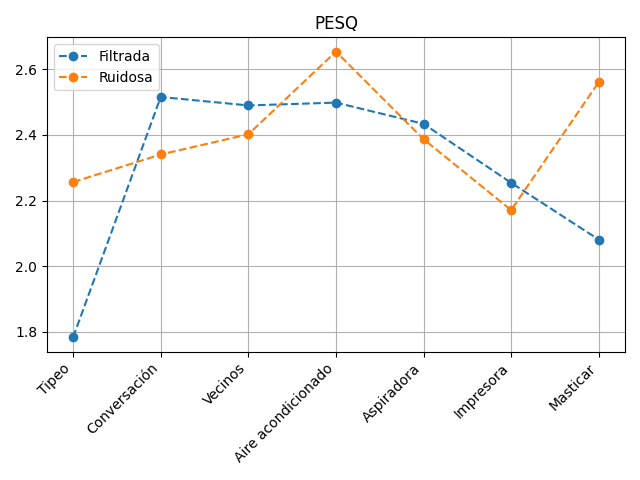 PESQ
Filtrada
Ruidosa
2.6
2.4
2.2
2.0
1.8
Tipeo
Conversación
Vecinos
Aire acondicionado
Aspiradora
Impresora
Masticar